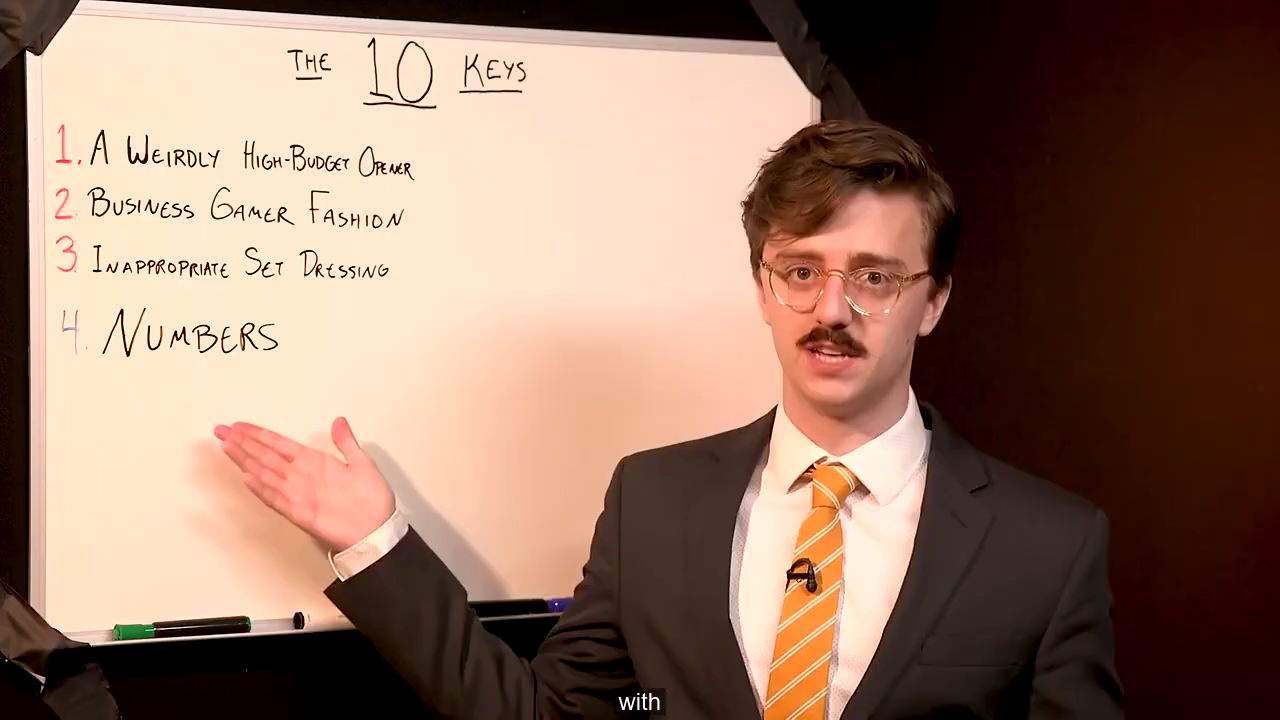 THE 10 KEYS
1. A WEIRDLY HIGH-BUDGET OPENER
2. BUSINESS GAMER FASHION
3 INAPPROPRIATE SET DRESSING
4. NUMBERS
with